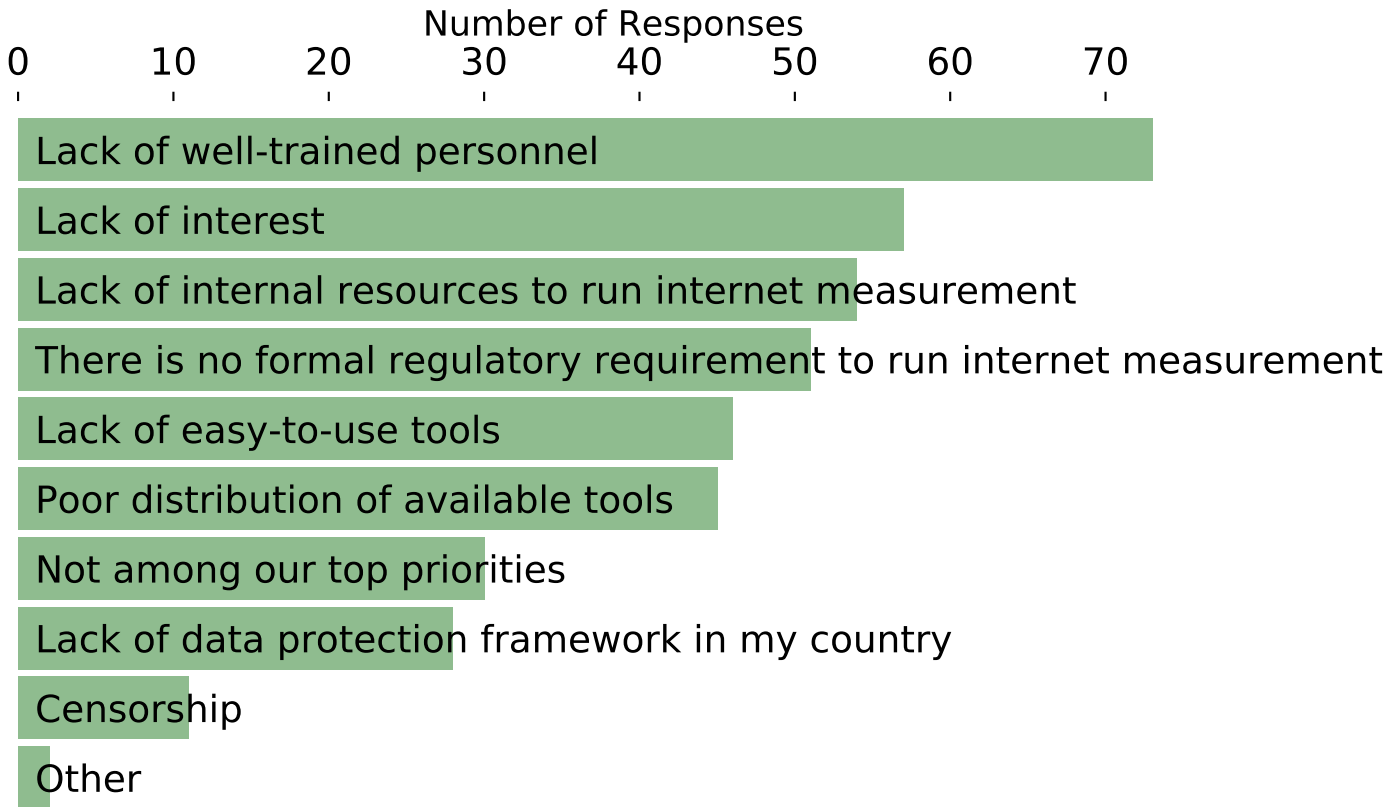 Number of Responses
0 10 20 30 40 50 60 70
Lack of well-trained personnel
Lack of interest
Lack of internal resources to run internet measurement
There is no formal regulatory requirement to run internet measurement
Lack of easy-to-use tools
Poor distribution of available tools
Not among our top priorities
Lack of data protection framework in my country
Censorship
Other